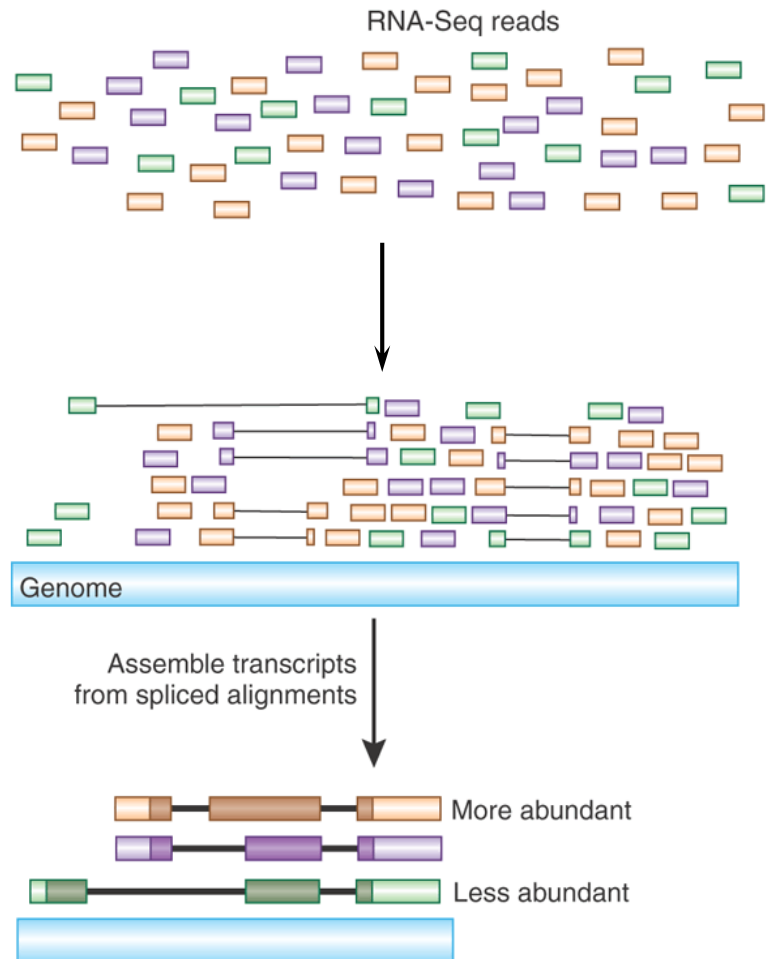 RNA-Seq reads
Genome
Assemble transcripts
from spliced alignments
More abundant
Less abundant